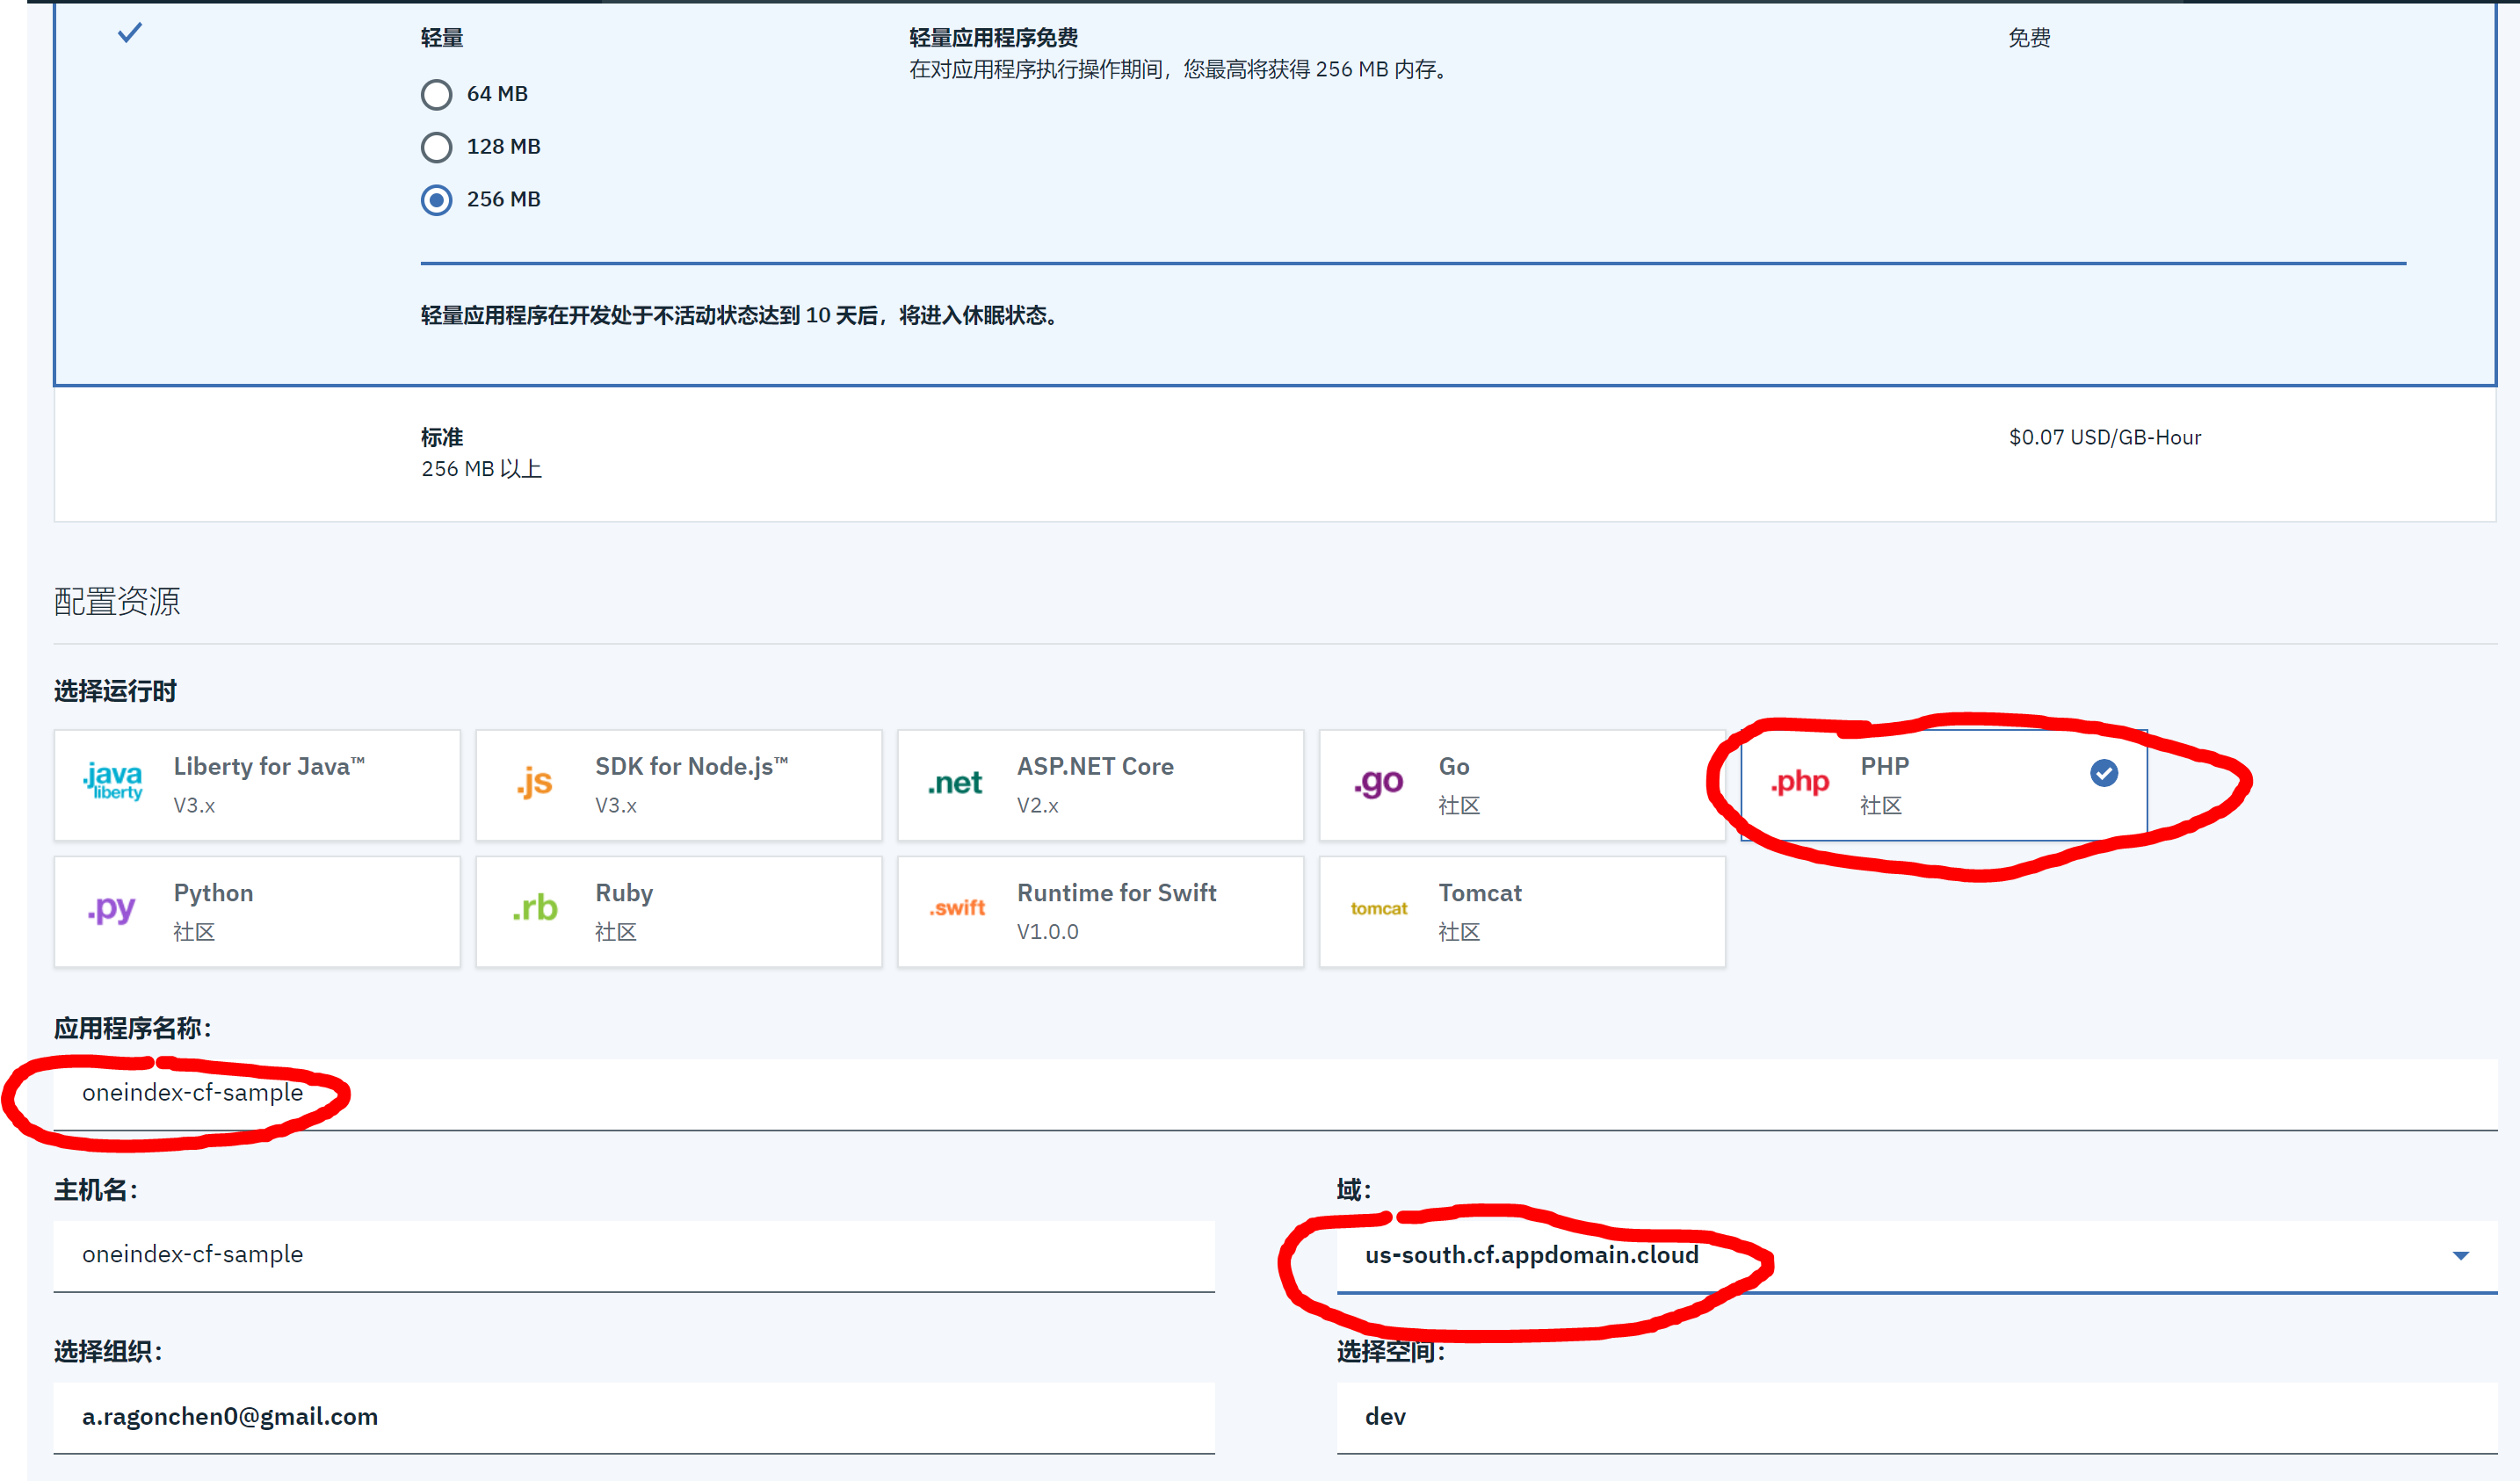 轻量
轻量应用程序免费
免费
在对应用程序执行操作期间，您最高将获得 256 MB 内存。
64 MB
128 MB
256 MB
轻量应用程序在开发处于不活动状态达到 10 天后，将进入休眠状态。
标准
$0.07 USD/GB-Hour
256 MB 以上
配置资源
选择运行时
.java liberty
Liberty for Java™
V3.x
.js
SDK for Node.js™
V3.x
.net
ASP.NET Core
V2.x
.go
Go
社区
.php
PHP
社区
.py
Python
社区
.rb
Ruby
社区
.swift
Runtime for Swift
V1.0.0
tomcat
Tomcat
社区
应用程序名称：
oneindex-cf-sample
主机名：
oneindex-cf-sample
域：
us-south.cf.appdomain.cloud
选择组织：
a.ragonchen0@gmail.com
选择空间：
dev